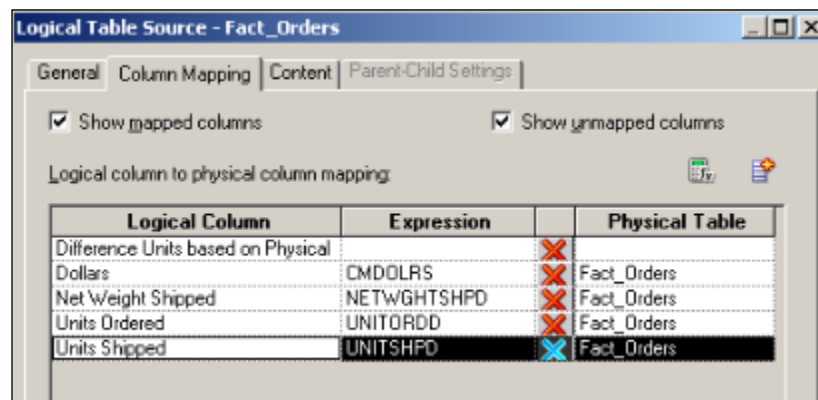 Logical Table Source - Fact_Orders
General Column Mapping Content Parent-Child Settings
Show mapped columns Show unmapped columns
Logical column to physical column mapping:
Logical Column Expression Physical Table
Difference Units based on Physical
Dollars CMDOLRS Fact_Orders
Net Weight Shipped NETWGHTSHPD Fact_Orders
Units Ordered UNITORDD Fact_Orders
Units Shipped UNITSHPD Fact_Orders